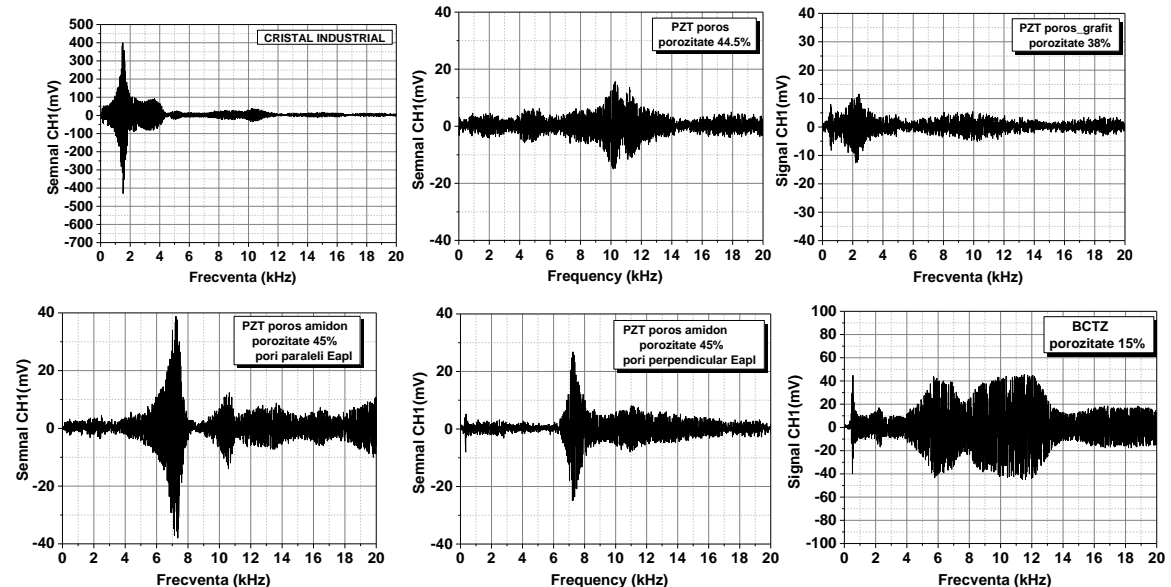 CRISTAL INDUSTRIAL
500
400
300
200
100
0
-100
-200
-300
-400
-500
-600
-700
Semnal CH1(mV)
0 2 4 6 8 10 12 14 16 18 20
Frecventa (kHz)
PZT poros
porozitate 44.5%
40
20
0
-20
-40
Semnal CH1(mV)
0 2 4 6 8 10 12 14 16 18 20
Frequency (kHz)
PZT poros_grafit
porozitate 38%
40
30
20
10
0
-10
-20
-30
-40
Signal CH1(mV)
0 2 4 6 8 10 12 14 16 18 20
Frecventa (kHz)
PZT poros amidon
porozitate 45%
pori paraleli Eapl
40
20
0
-20
-40
Semnal CH1(mV)
0 2 4 6 8 10 12 14 16 18 20
Frecventa (kHz)
PZT poros amidon
porozitate 45%
pori perpendicular Eapl
40
20
0
-20
-40
Semnal CH1(mV)
0 2 4 6 8 10 12 14 16 18 20
Frequency (kHz)
BCTZ
porozitate 15%
100
80
60
40
20
0
-20
-40
-60
-80
-100
Signal CH1(mV)
0 2 4 6 8 10 12 14 16 18 20
Frecventa (kHz)